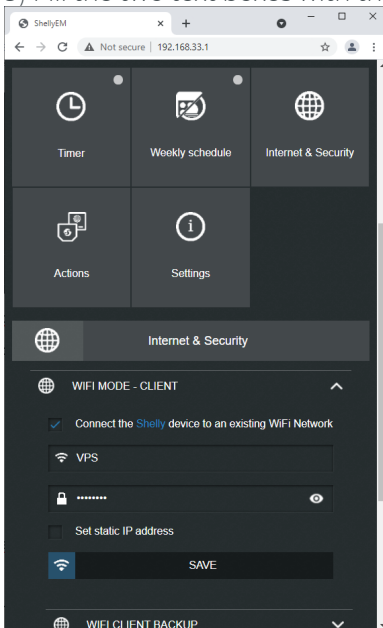 ShellyEM
Not secure | 192.168.33.1
Timer
Weekly schedule
Internet & Security
Actions
Settings
Internet & Security
WIFI MODE - CLIENT
Connect the Shelly device to an existing WiFi Network
VPS
••••••••
Set static IP address
SAVE
WIFI CLIENT BACKUP